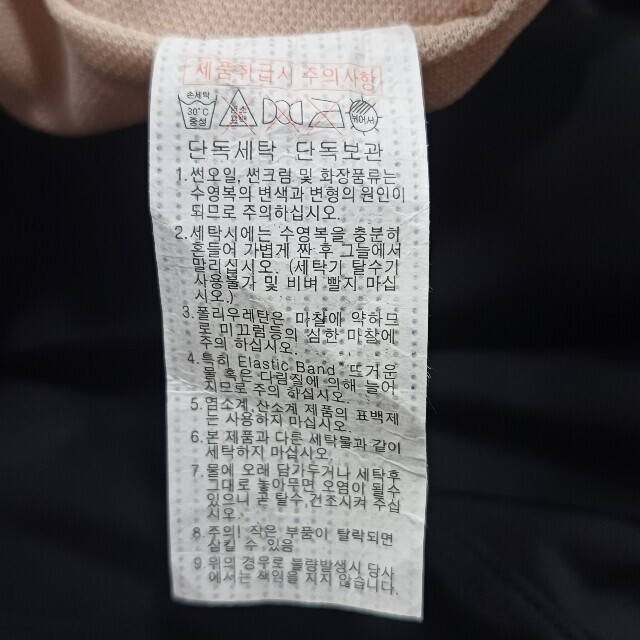 제품취급시 주의사항
손세탁
30°C
중성
염소
표백
뉘어서
단독세탁 단독보관
1. 썬오일, 썬크림 및 화장품류는
수영복의 변색과 변형의 원인이
되므로 주의하십시오.
2. 세탁시에는 수영복을 충분히
흔들어 가볍게 짠 후 그늘에서
말리십시오. (세탁기 탈수기
사용불가 및 비벼 빨지 마십
시오.)
3. 폴리우레탄은 마찰에 약하므
로 미끄럼등의 심한 마찰에
주의 하십시오.
4. 특히 Elastic Band 뜨거운
물 혹은 다림질에 의해 늘어
지므로 주의 하십시오.
5. 염소계, 산소계 제품의 표백제
는 사용하지 마십시오.
6. 본 제품과 다른 세탁물과 같이
세탁하지 마십시오.
7. 물에 오래 담가두거나 세탁후
그대로 놓아두면 오염이 될수
있으니 곧 탈수 건조시켜 주십
시오.
8. 주의! 작은 부품이 탈락되면
삼킬 수 있음
9. 위의 경우로 불량발생시 당사
에서는 책임을 지지 않습니다.